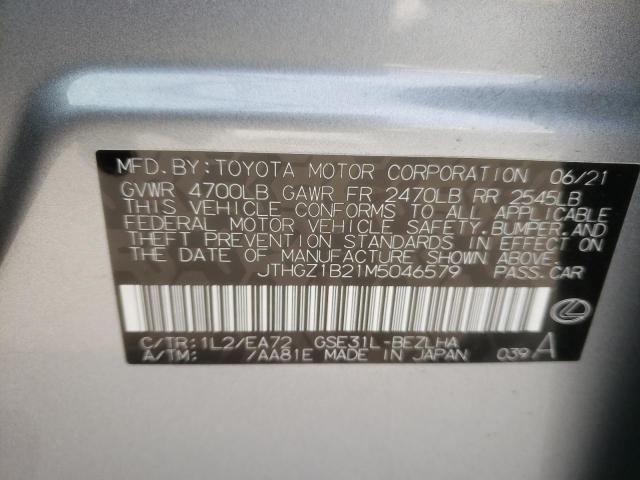 MFD. BY: TOYOTA MOTOR CORPORATION 06/21
GVWR 4700LB GAWR FR 2470LB RR 2545LB
THIS VEHICLE CONFORMS TO ALL APPLICABLE
FEDERAL MOTOR VEHICLE SAFETY, BUMPER, AND
THEFT PREVENTION STANDARDS IN EFFECT ON
THE DATE OF MANUFACTURE SHOWN ABOVE.
JTHGZ1B21M5046579 PASS.CAR
C/TR: 1L2/EA72 GSE31L-BEZLHA
A/TM: /AA81E MADE IN JAPAN 039 A